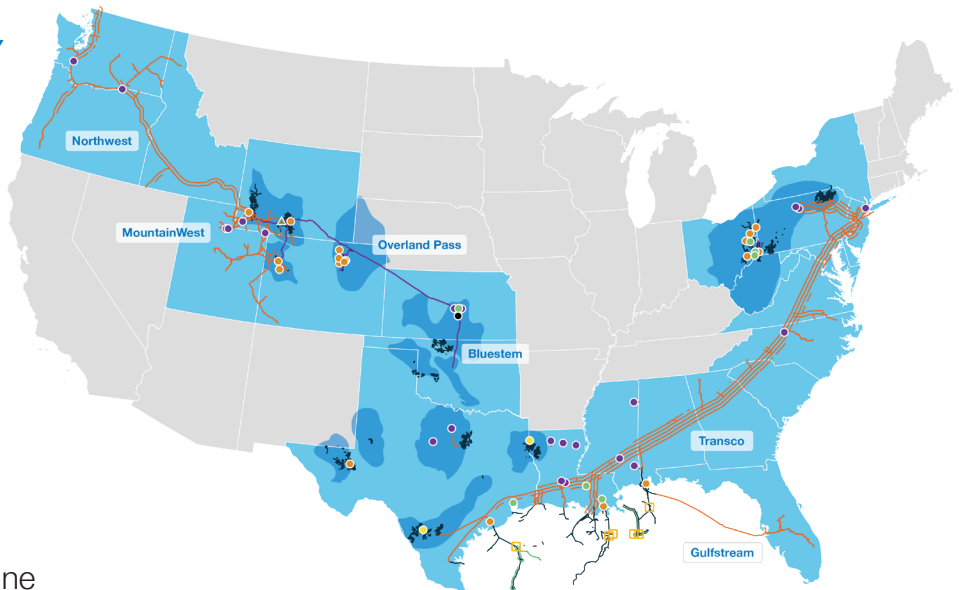 Northwest
MountainWest
Overland Pass
Bluestem
Transco
Gulfstream
ne